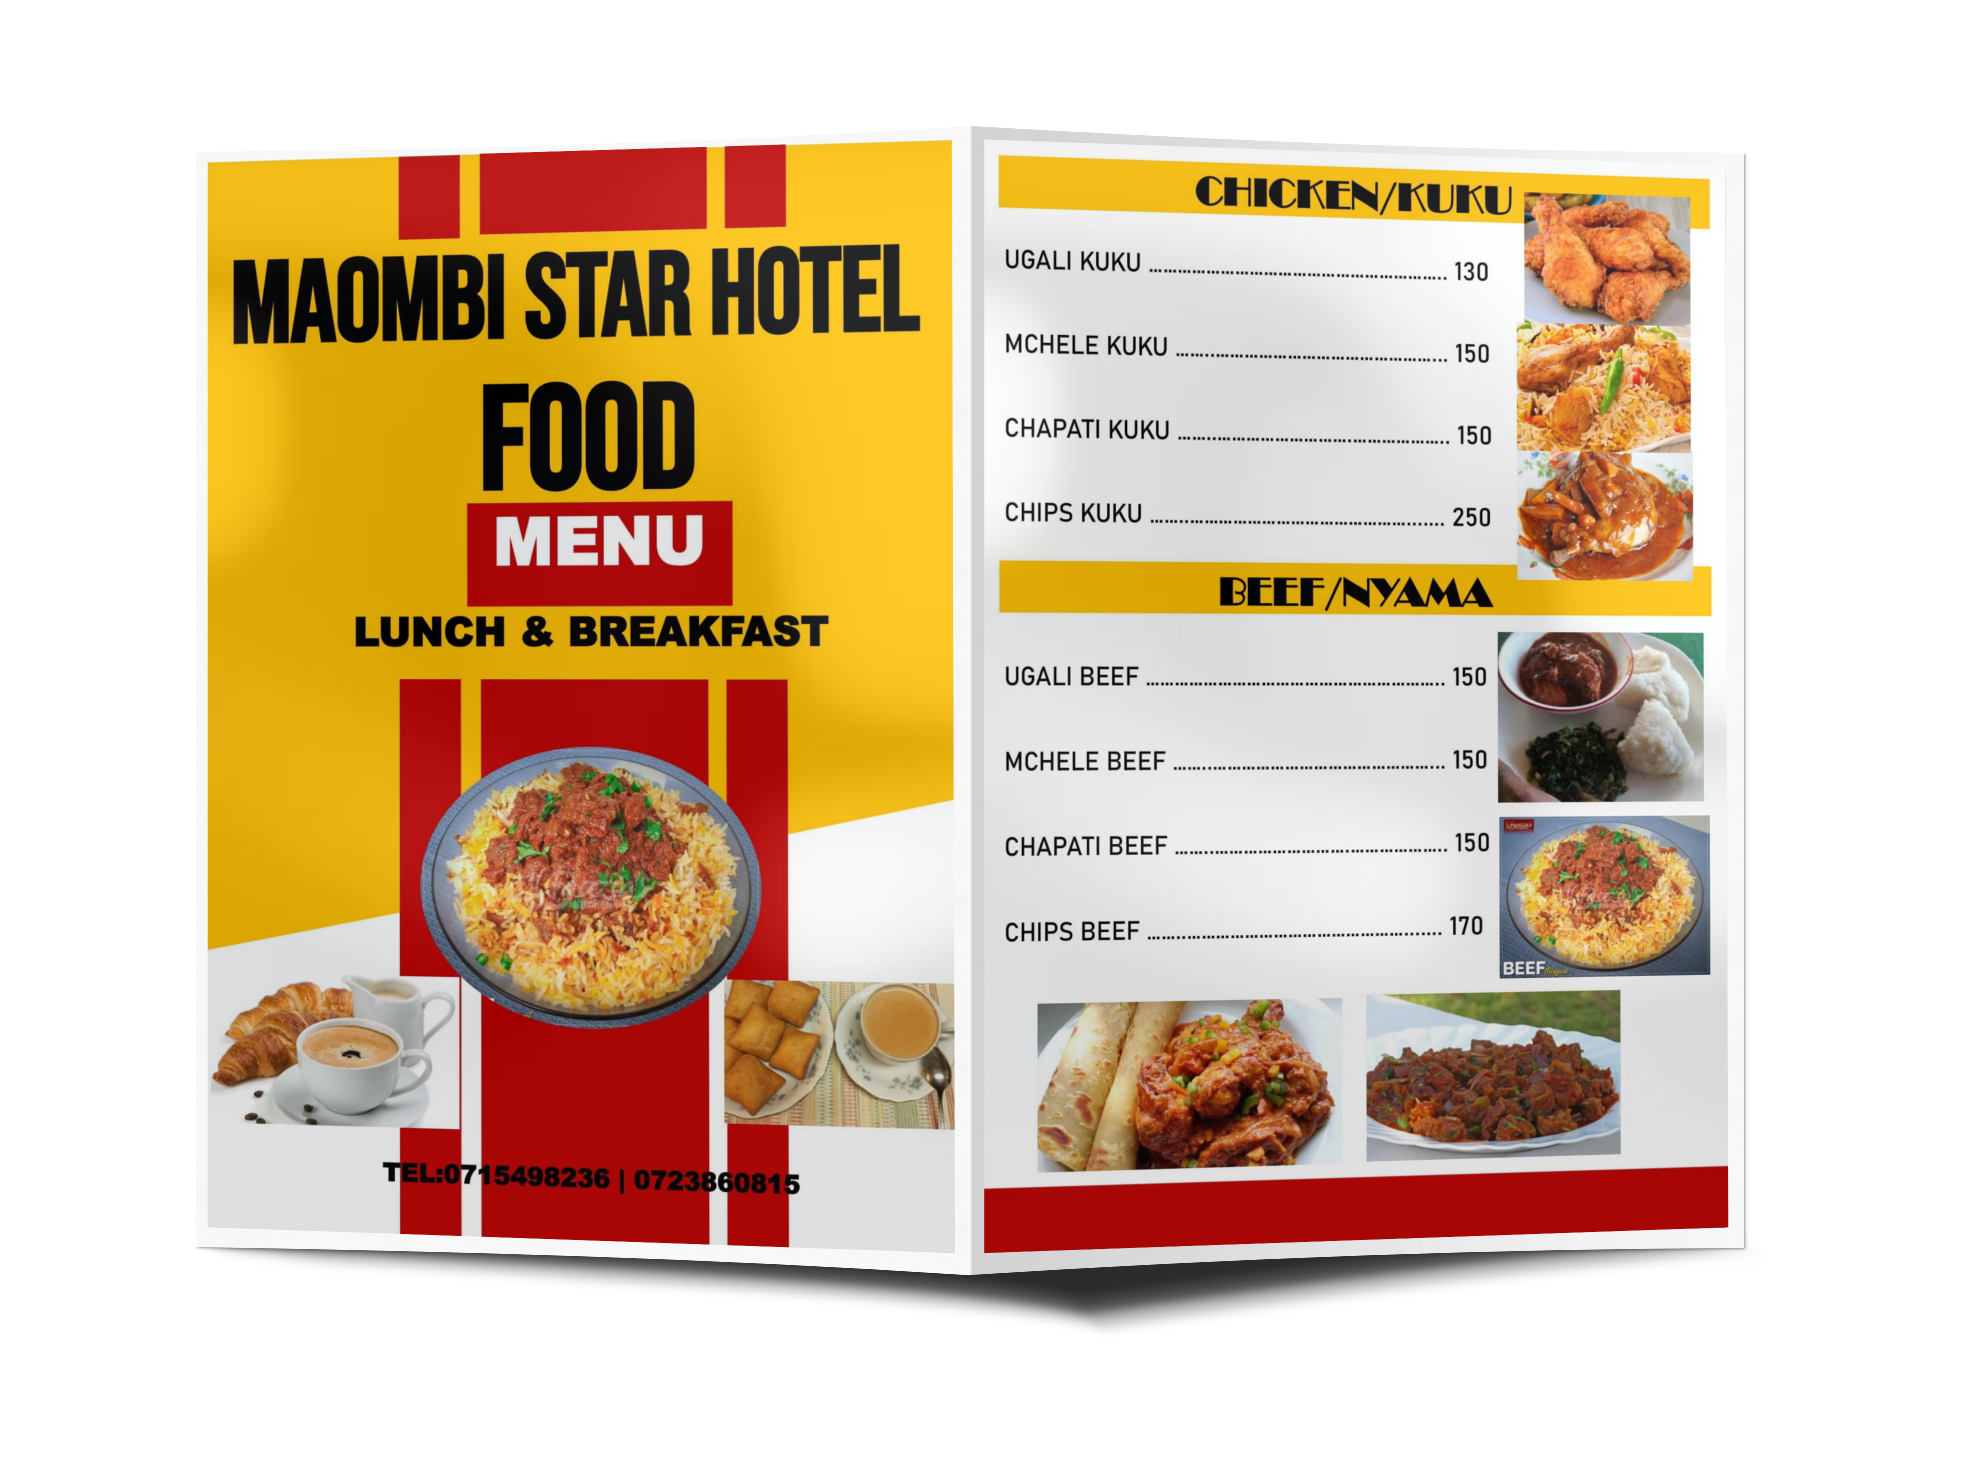 MAOMBI STAR HOTEL
FOOD
MENU
LUNCH & BREAKFAST
TEL:0715498236 | 0723860815
CHICKEN/KUKU
UGALI KUKU ........................................ 130
MCHELE KUKU ........................................ 150
CHAPATI KUKU ........................................ 150
CHIPS KUKU ........................................ 250
BEEF/NYAMA
UGALI BEEF ........................................ 150
MCHELE BEEF ........................................ 150
CHAPATI BEEF ........................................ 150
CHIPS BEEF ........................................ 170
BEEF